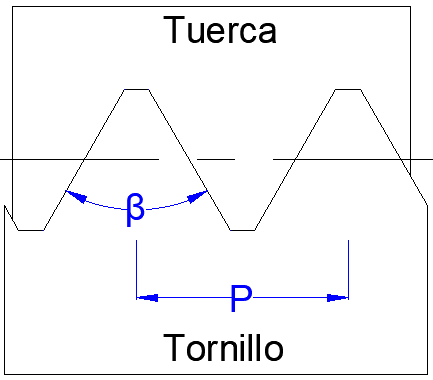 Tuerca
β
P
Tornillo